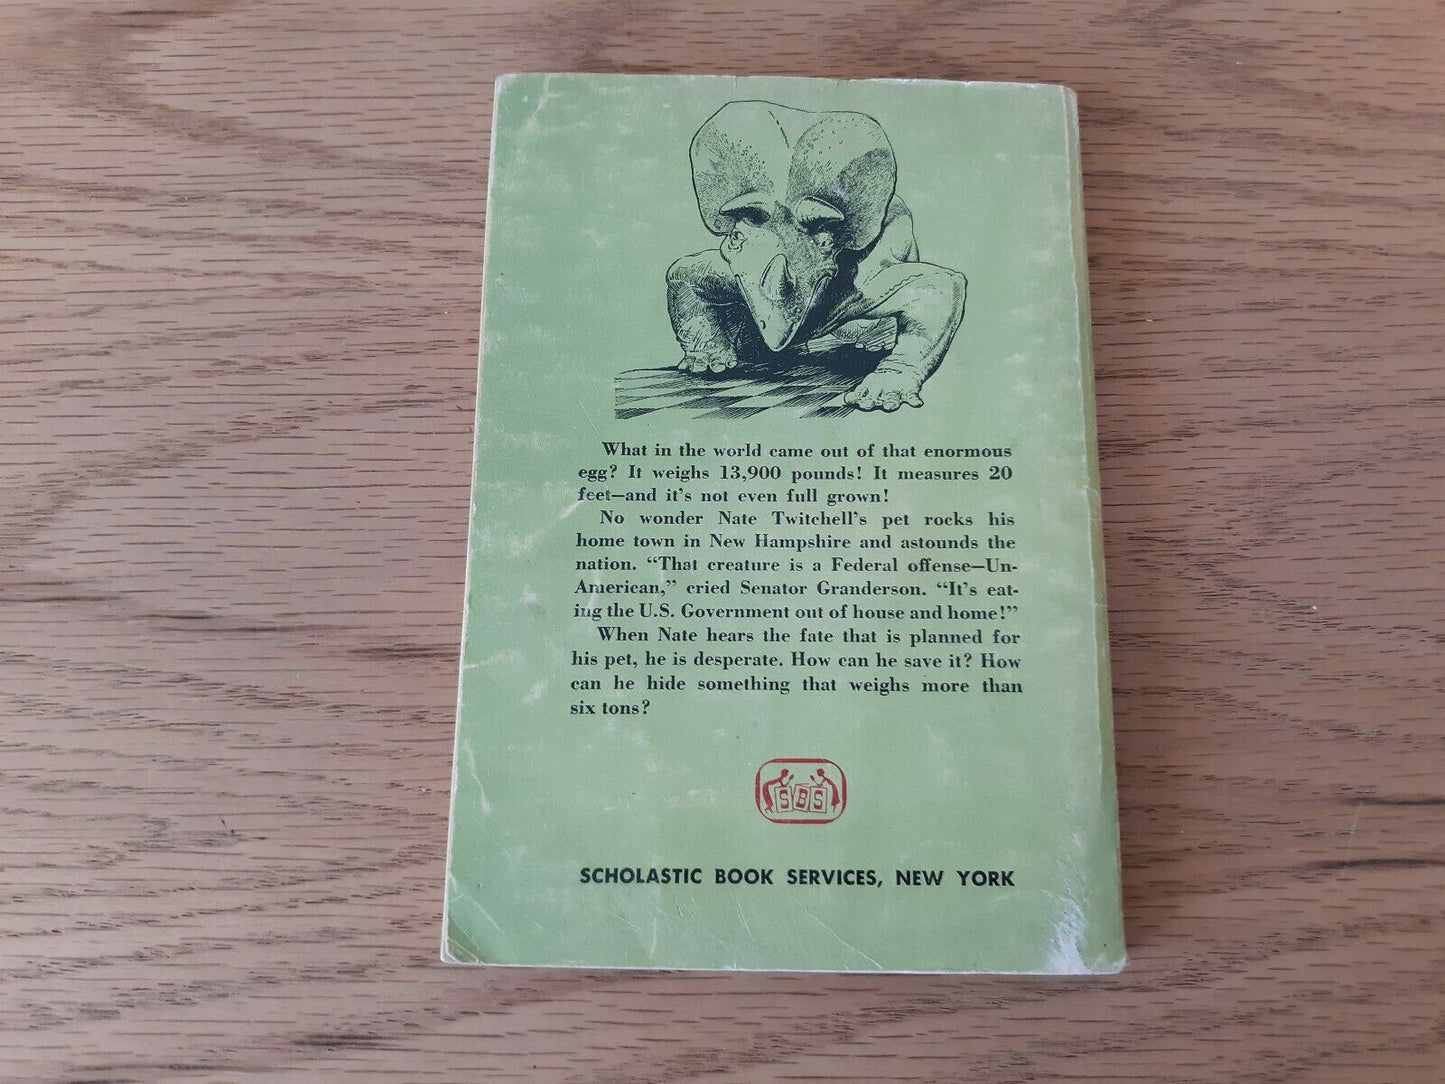 What in the world came out of that enormous
egg? It weighs 13,900 pounds! It measures 20
feet—and it's not even full grown!
No wonder Nate Twitchell's pet rocks his
home town in New Hampshire and astounds the
nation. "That creature is a Federal offense—Un-
American," cried Senator Granderson. "It's eat-
ing the U.S. Government out of house and home!"
When Nate hears the fate that is planned for
his pet, he is desperate. How can he save it? How
can he hide something that weighs more than
six tons?
SBS
SCHOLASTIC BOOK SERVICES, NEW YORK